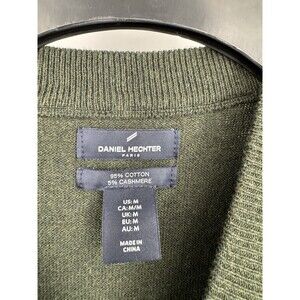 DANIEL HECHTER
PARIS
95% COTTON
5% CASHMERE
US: M
CA: M/M
UK: M
EU: M
AU: M
MADE IN
CHINA